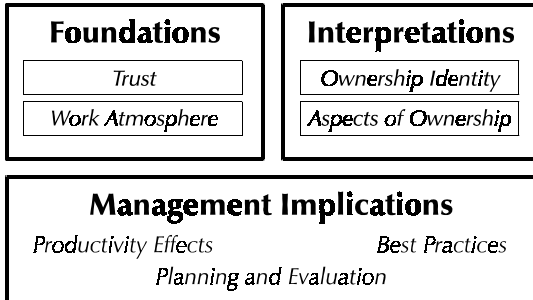 Foundations
Trust
Work Atmosphere
Interpretations
Ownership Identity
Aspects of Ownership
Management Implications
Productivity Effects
Best Practices
Planning and Evaluation